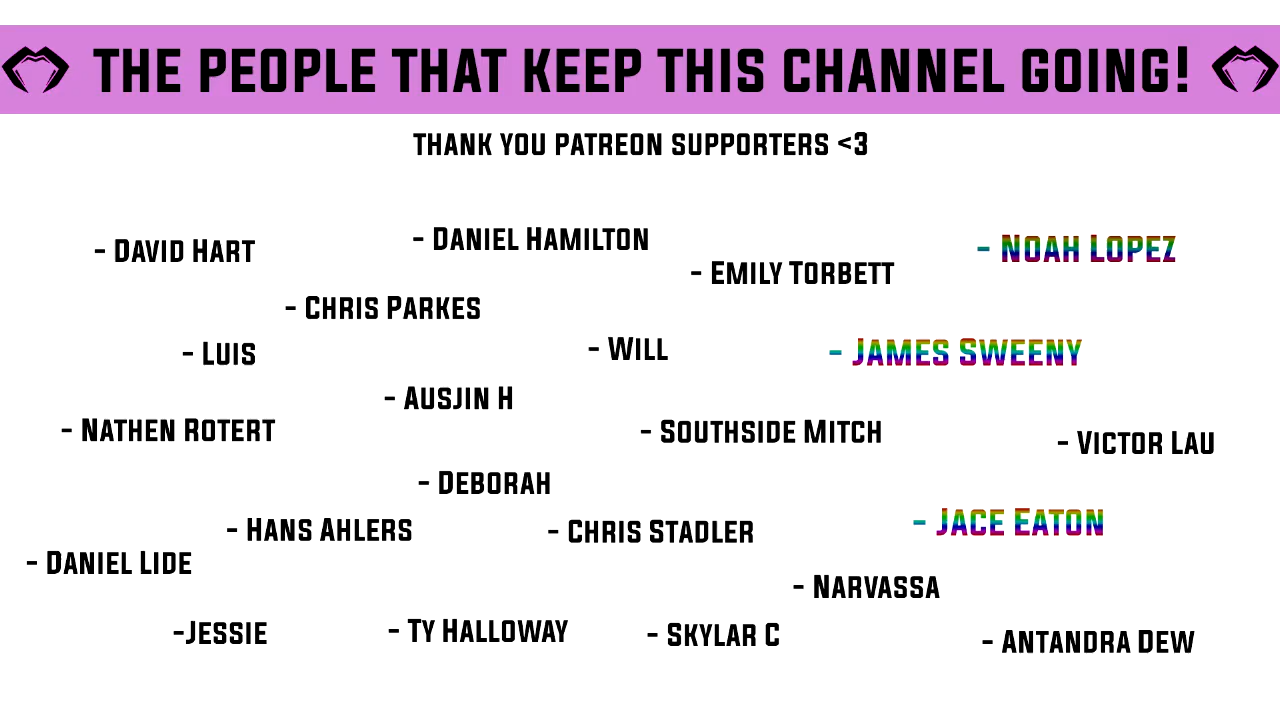 THE PEOPLE THAT KEEP THIS CHANNEL GOING!
THANK YOU PATREON SUPPORTERS <3
- DAVID HART
- DANIEL HAMILTON
- NOAH LOPEZ
- EMILY TORBETT
- CHRIS PARKES
- LUIS
- WILL
- JAMES SWEENY
- AUSJIN H
- NATHEN ROTERT
- SOUTHSIDE MITCH
- VICTOR LAU
- DEBORAH
- HANS AHLERS
- CHRIS STADLER
- JACE EATON
- DANIEL LIDE
- NARVASSA
-JESSIE
- TY HALLOWAY
- SKYLAR C
- ANTANDRA DEW